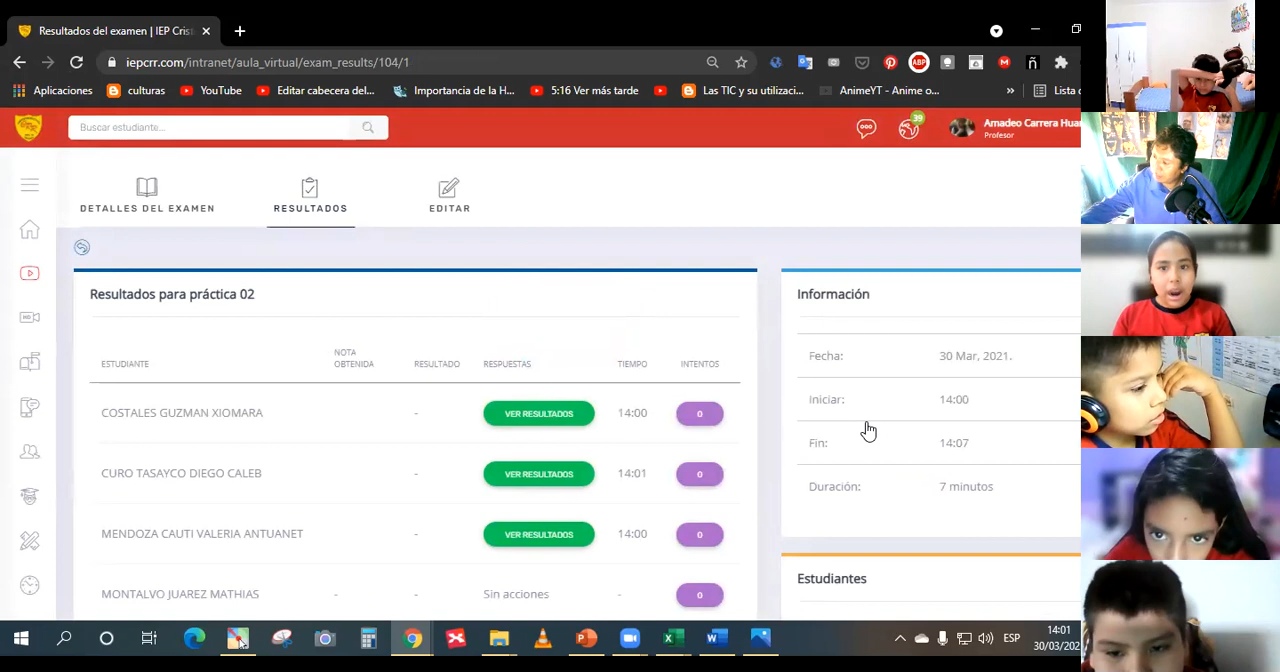 Resultados del examen | IEP Cris
iepcrr.com/intranet/aula_virtual/exam_results/104/1
ABP
ñ
Aplicaciones culturas YouTube Editar cabecera del... Importancia de la H... 5:16 Ver más tarde Las TIC y su utilizaci... AnimeYT - Anime o... » Lista d
Buscar estudiante...
39
Amadeo Carrera Huar
Profesor
DETALLES DEL EXAMEN RESULTADOS EDITAR
Resultados para práctica 02
ESTUDIANTE NOTA OBTENIDA RESULTADO RESPUESTAS TIEMPO INTENTOS
COSTALES GUZMAN XIOMARA - VER RESULTADOS 14:00 0
CURO TASAYCO DIEGO CALEB - VER RESULTADOS 14:01 0
MENDOZA CAUTI VALERIA ANTUANET - VER RESULTADOS 14:00 0
MONTALVO JUAREZ MATHIAS - - Sin acciones - 0
Información
Fecha: 30 Mar, 2021.
Iniciar: 14:00
Fin: 14:07
Duración: 7 minutos
Estudiantes
ESP
14:01
30/03/202